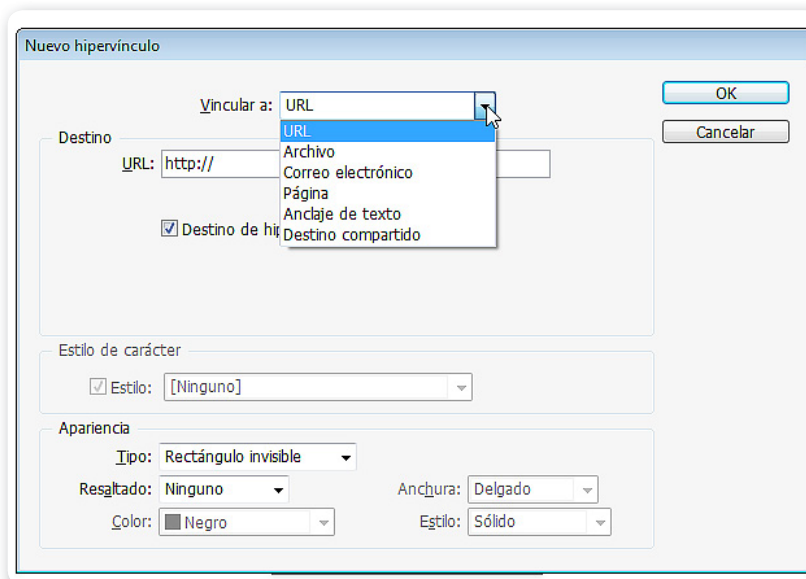 Nuevo hipervínculo
Vincular a: URL
OK
URL
Cancelar
Destino
Archivo
URL: http://
Correo electrónico
Página
Anclaje de texto
Destino de hi
Destino compartido
Estilo de carácter
Estilo: [Ninguno]
Apariencia
Tipo: Rectángulo invisible
Resaltado: Ninguno
Anchura: Delgado
Color: Negro
Estilo: Sólido